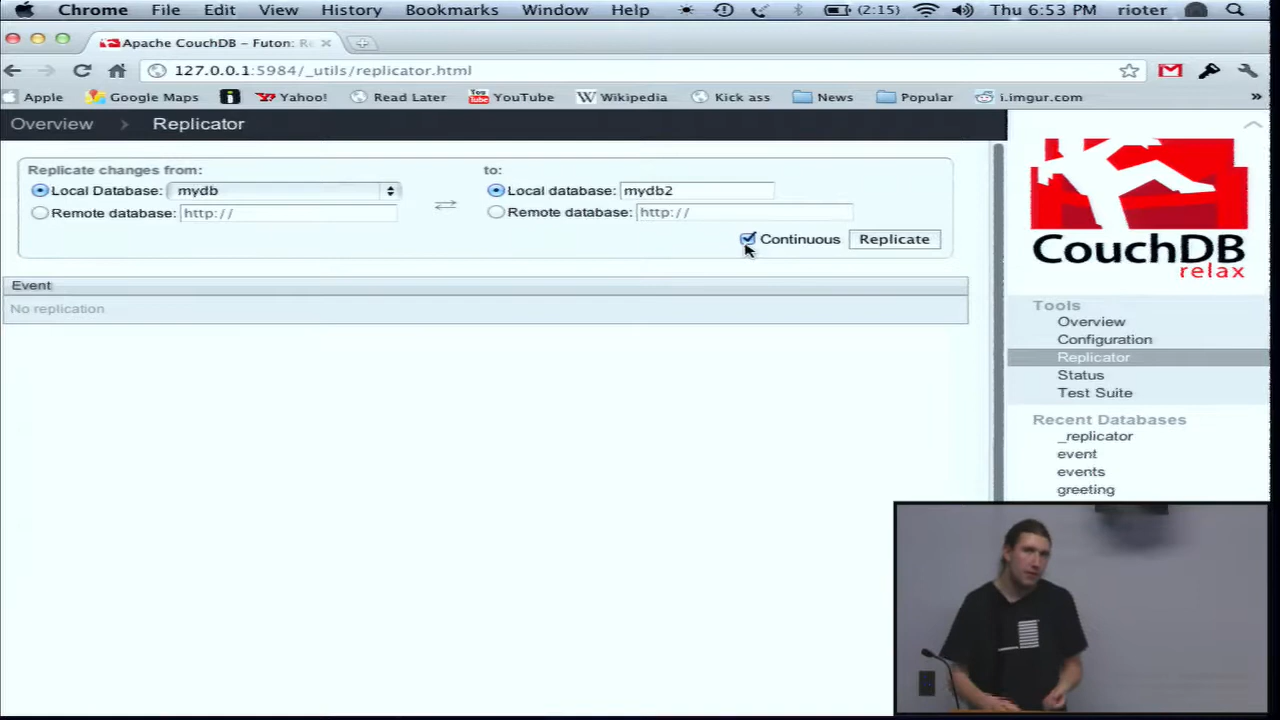 Chrome File Edit View History Bookmarks Window Help (2:15) Thu 6:53 PM rioter
Apache CouchDB – Futon: Re
127.0.0.1:5984/_utils/replicator.html
Apple Google Maps Yahoo! Read Later YouTube Wikipedia Kick ass News Popular i.imgur.com »
Overview Replicator
Replicate changes from: to:
Local Database: mydb Local database: mydb2
Remote database: http:// Remote database: http://
Continuous Replicate
Event
No replication
CouchDB
relax
Tools
Overview
Configuration
Replicator
Status
Test Suite
Recent Databases
_replicator
event
events
greeting